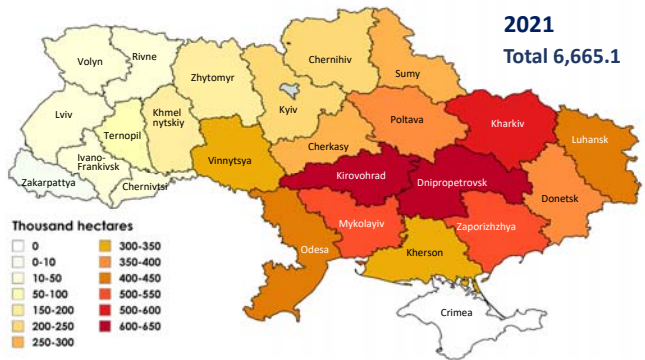 2021
Total 6,665.1
Volyn
Rivne
Zhytomyr
Chernihiv
Sumy
Kyiv
Lviv
Ternopil
Khmel
nytskiy
Poltava
Kharkiv
Luhansk
Ivano-
Frankivsk
Vinnytsya
Cherkasy
Zakarpattya
Chernivtsi
Kirovohrad
Dnipropetrovsk
Donetsk
Mykolayiv
Zaporizhzhya
Odesa
Kherson
Crimea
Thousand hectares
0
0-10
10-50
50-100
150-200
200-250
250-300
300-350
350-400
400-450
500-550
500-600
600-650